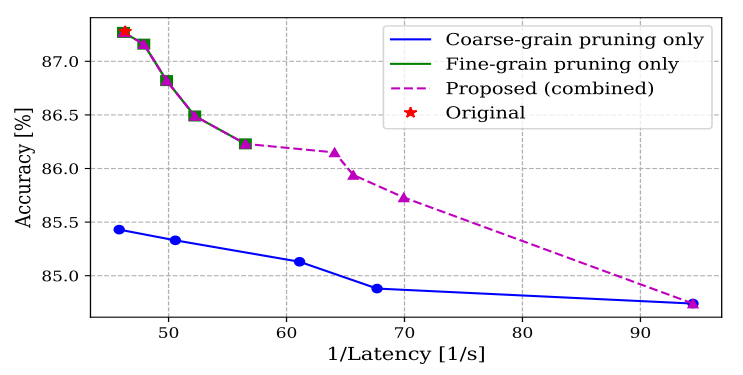 Coarse-grain pruning only
Fine-grain pruning only
Proposed (combined)
Original
Accuracy [%]
87.0
86.5
86.0
85.5
85.0
50 60 70 80 90
1/Latency [1/s]